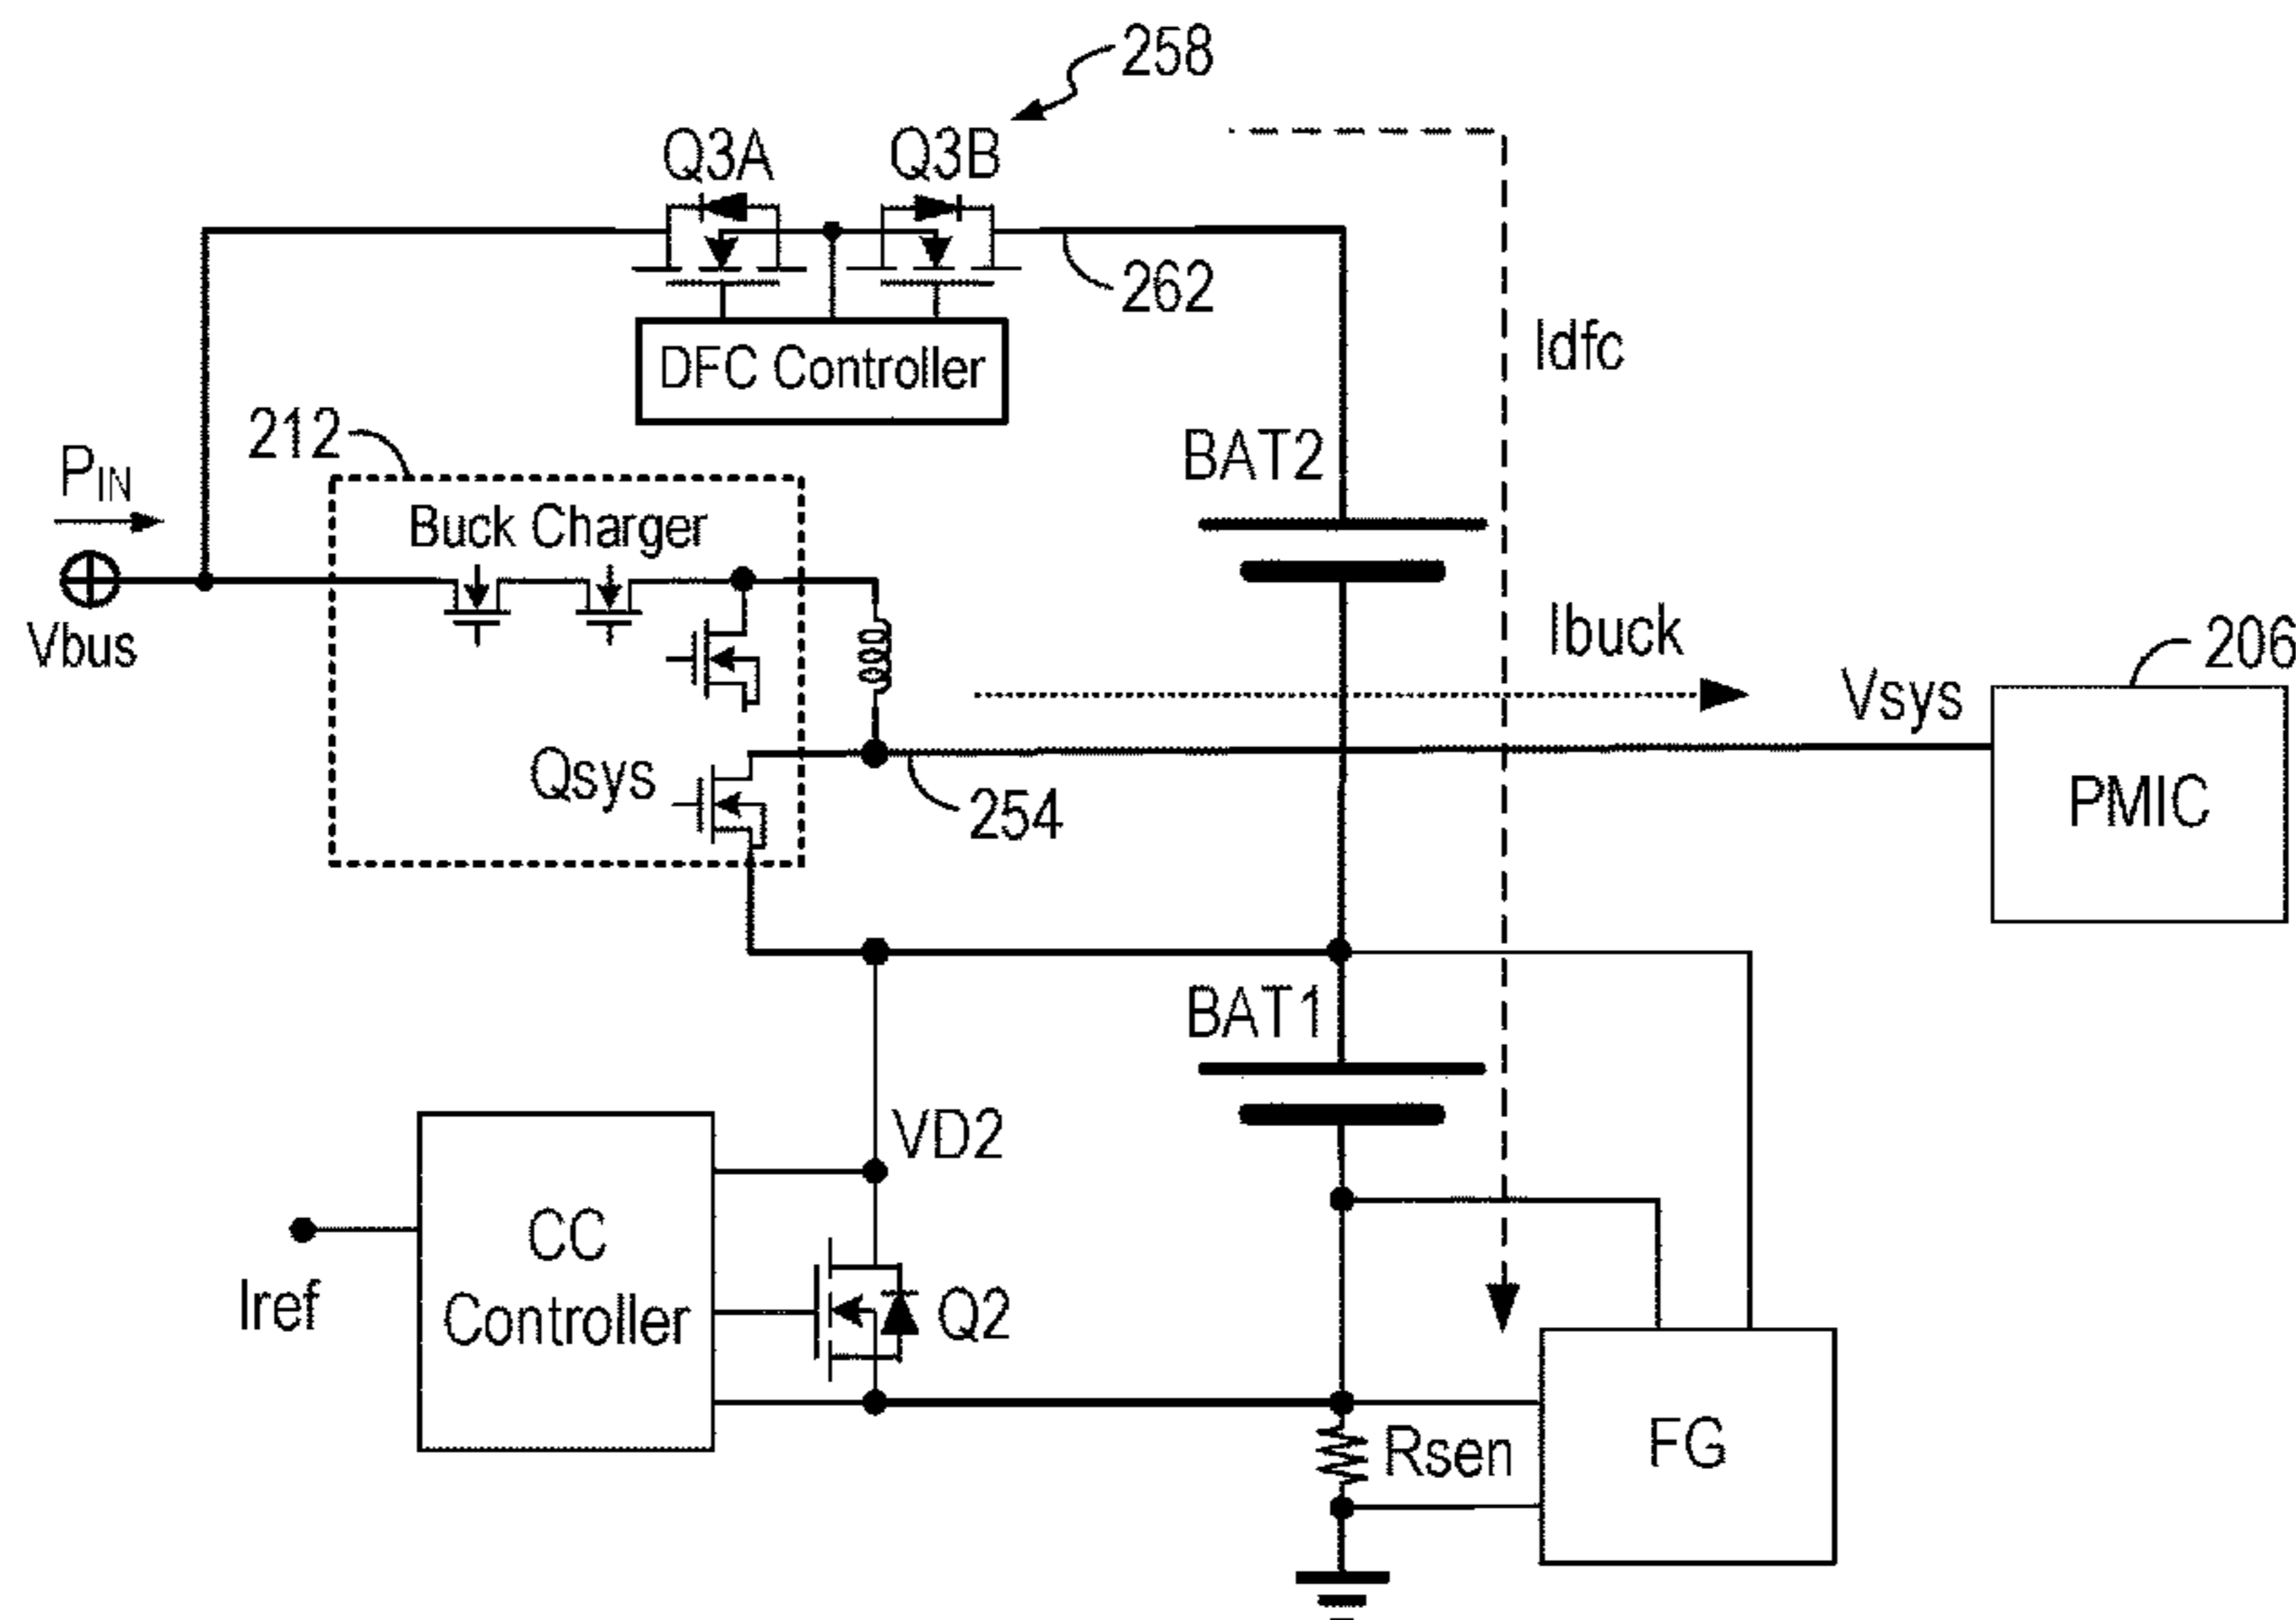 258
Q3A
Q3B
262
DFC Controller
Idfc
212
BAT2
PIN
Buck Charger
Vbus
Ibuck
206
Vsys
Qsys
254
PMIC
BAT1
VD2
CC
Controller
Iref
Q2
Rsen
FG